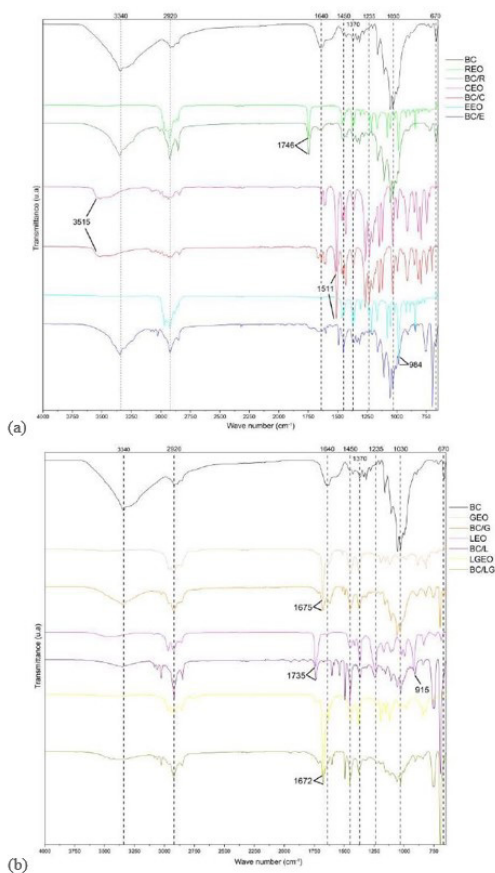 3340 2920 1640 1450 1370 1255 1030 670
BC
REO
BC/R
CEO
BC/C
EEO
BC/E
1746
3515
1511
984
Transmittance (u.a)
4000 3750 3500 3250 3000 2750 2500 2250 2000 1750 1500 1250 1000 750
Wave number (cm⁻¹)
(a)
2920 1640 1450 1370 1235 1030 670
BC
GEO
BC/G
LEO
BC/L
LGEO
BC/LG
1675
1735
915
1672
Transmittance (u.a)
4000 3750 3500 3250 3000 2750 2500 2250 2000 1750 1500 1250 1000 750
Wave number (cm⁻¹)
(b)